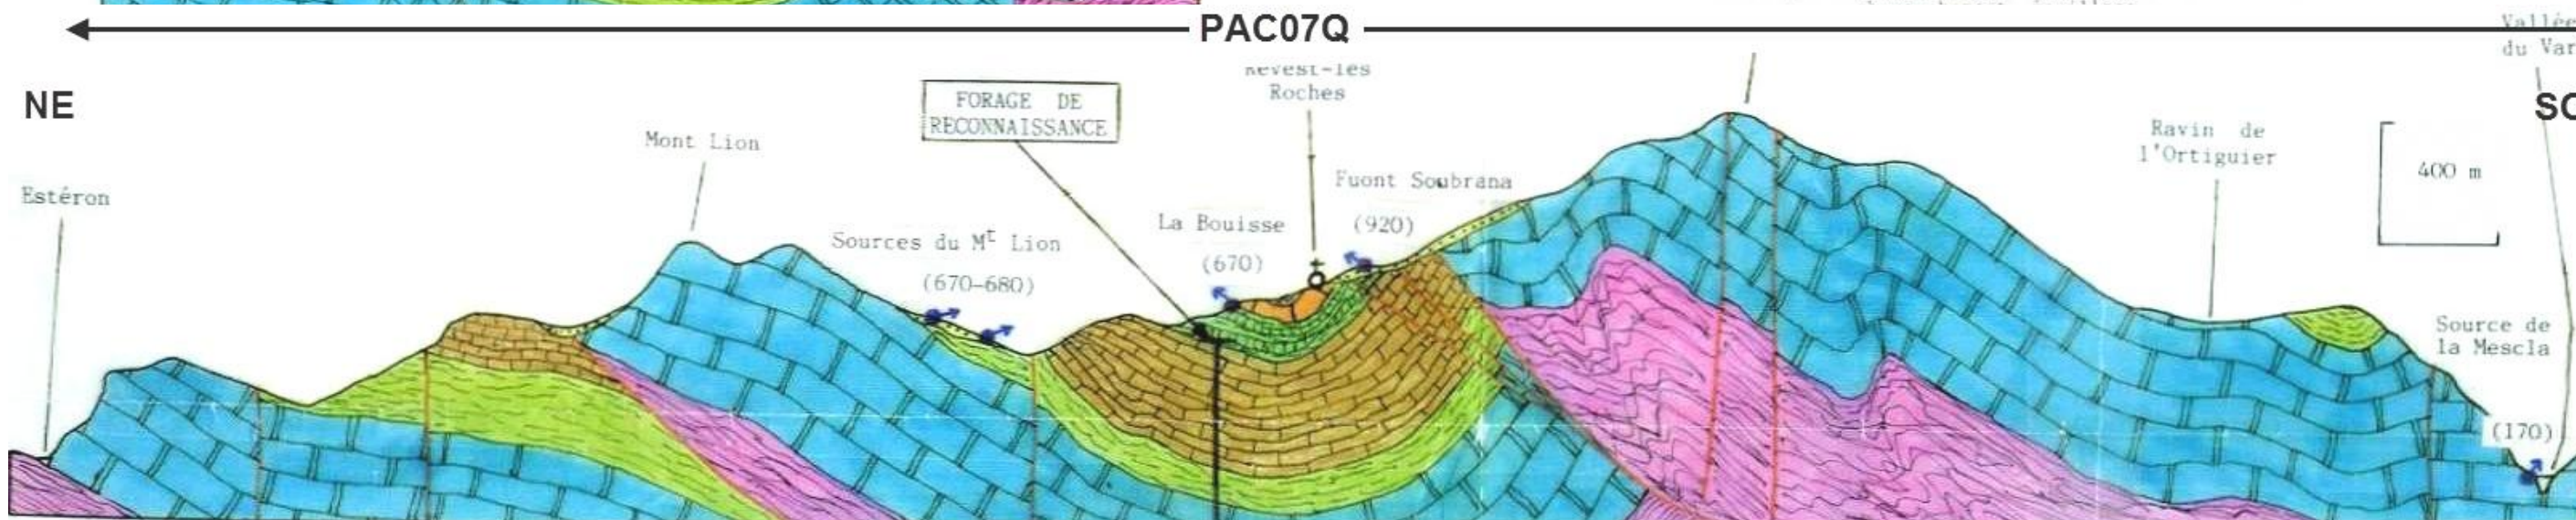 PAC07Q
Vallée
du Var
NE
Revest-les
Roches
SO
FORAGE DE
RECONNAISSANCE
Mont Lion
Ravin de
l'Ortiguier
400 m
Estéron
Fuont Soubrana
(920)
La Bouisse
(670)
Sources du Mt Lion
(670-680)
Source de
la Mescla
(170)